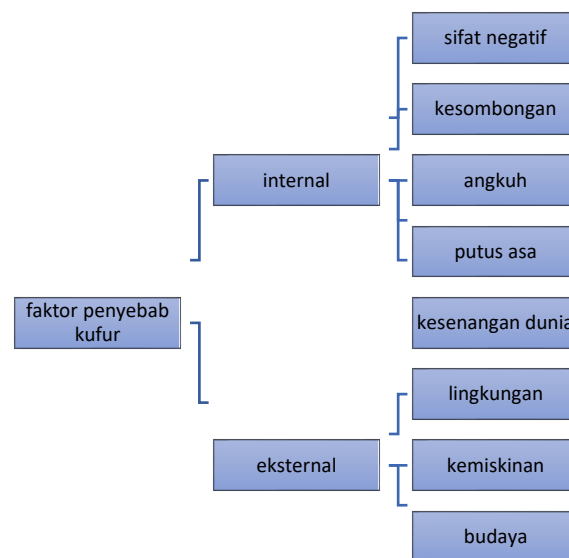 sifat negatif
kesombongan
internal
angkuh
putus asa
faktor penyebab
kufur
kesenangan dunia
lingkungan
eksternal
kemiskinan
budaya